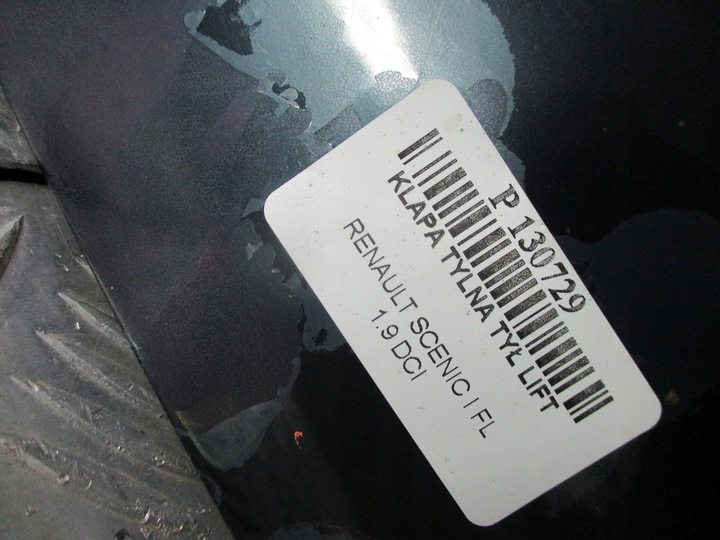 P 130729
KLAPA TYLNA TYŁ LIFT
RENAULT SCENIC I FL
1.9 DCI